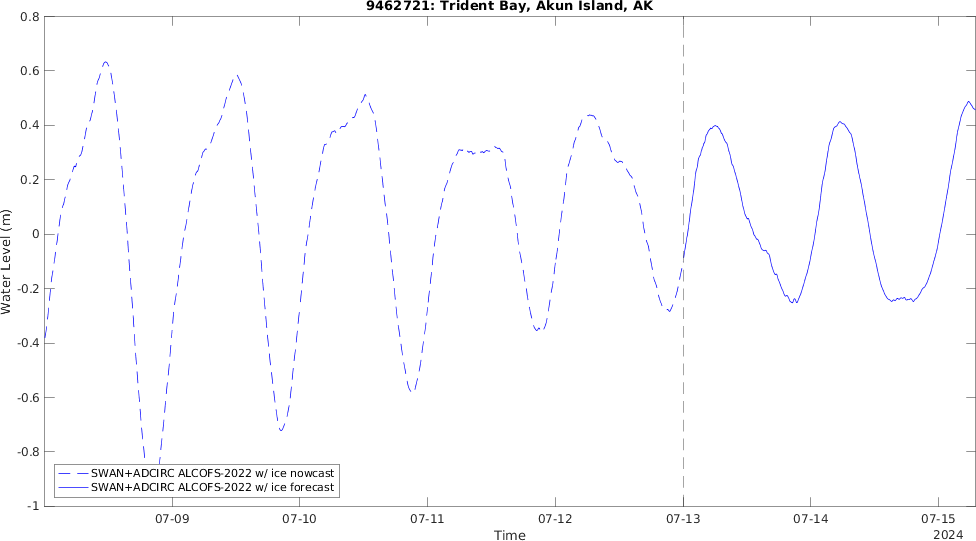 9462721: Trident Bay, Akun Island, AK
0.8
0.6
0.4
0.2
0
-0.2
-0.4
-0.6
-0.8
-1
Water Level (m)
SWAN+ADCIRC ALCOFS-2022 w/ ice nowcast
SWAN+ADCIRC ALCOFS-2022 w/ ice forecast
07-09 07-10 07-11 07-12 07-13 07-14 07-15
Time
2024